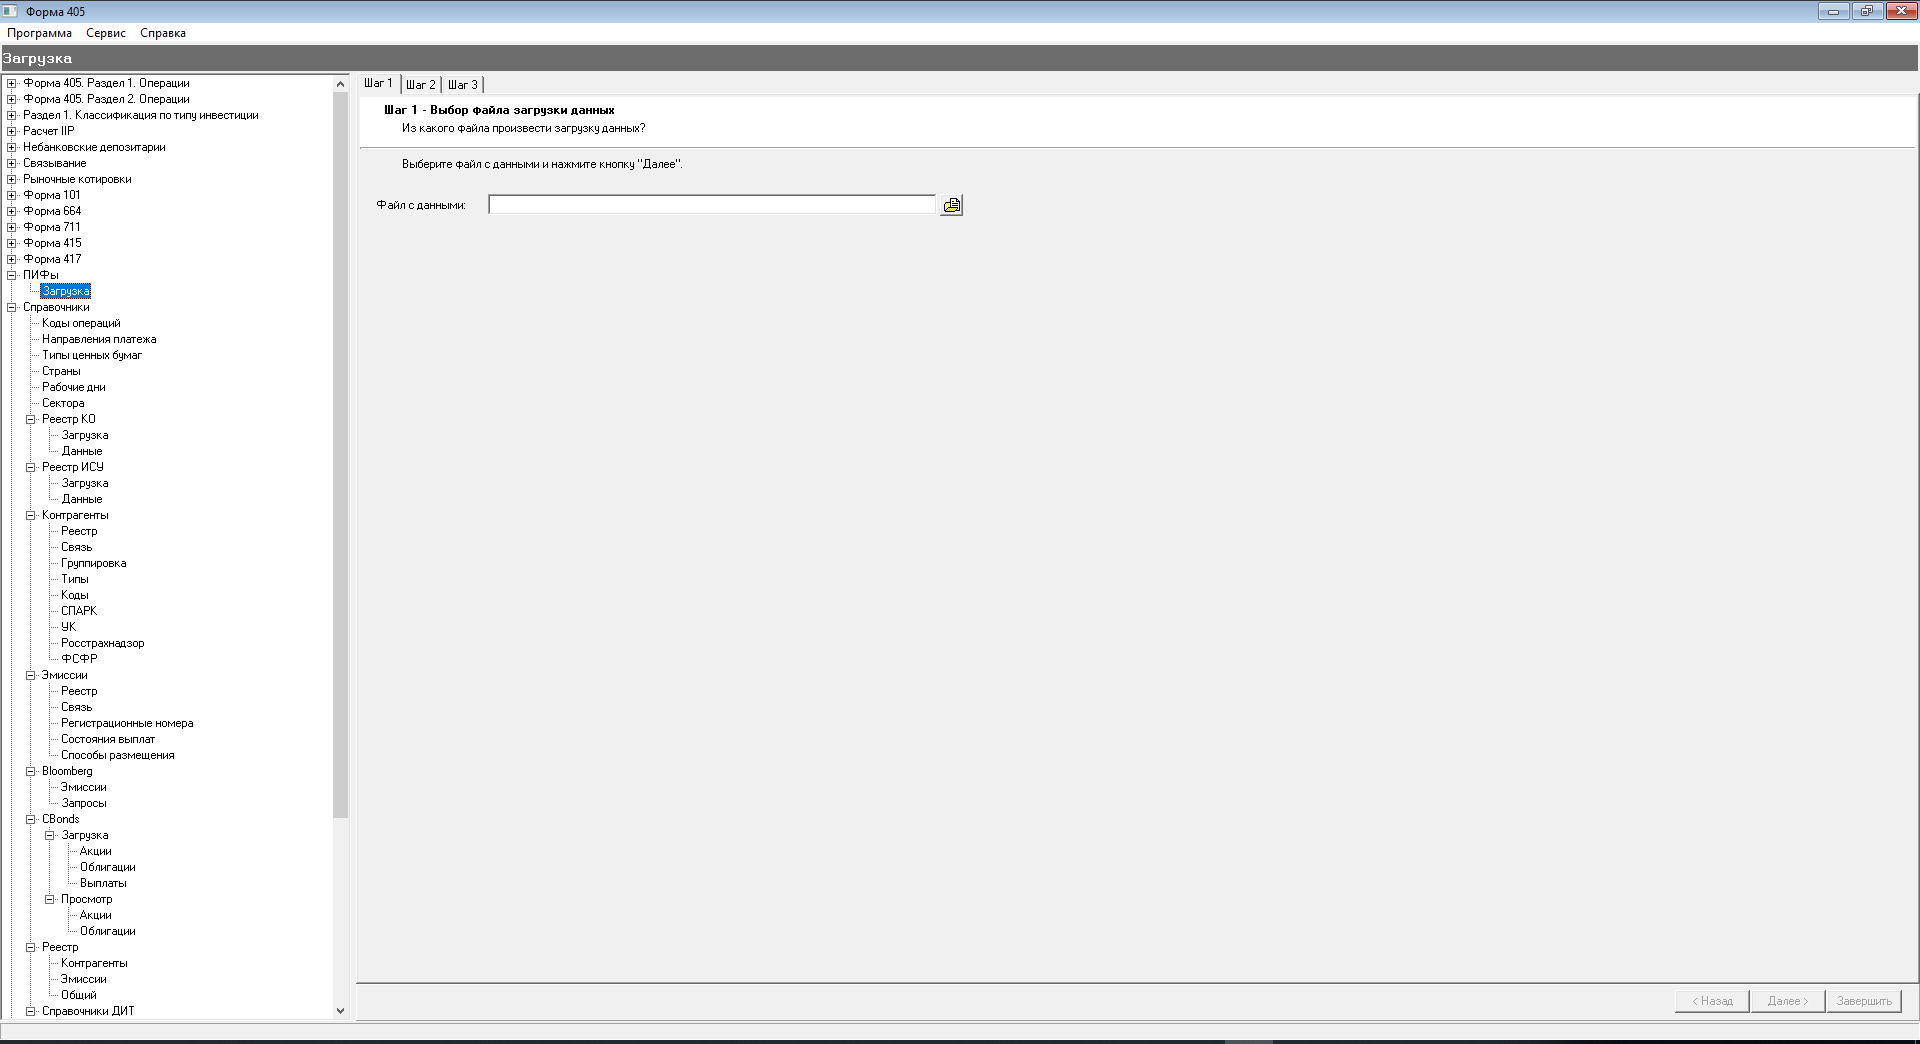 Форма 405
Программа Сервис Справка
Загрузка
Форма 405. Раздел 1. Операции
Форма 405. Раздел 2. Операции
Раздел 1. Классификация по типу инвестиции
Расчет IIP
Небанковские депозитарии
Связывание
Рыночные котировки
Форма 101
Форма 664
Форма 711
Форма 415
Форма 417
ПИФы
Загрузка
Справочники
Коды операций
Направления платежа
Типы ценных бумаг
Страны
Рабочие дни
Сектора
Реестр КО
Загрузка
Данные
Реестр ИСУ
Загрузка
Данные
Контрагенты
Реестр
Связь
Группировка
Типы
Коды
СПАРК
УК
Росстрахнадзор
ФСФР
Эмиссии
Реестр
Связь
Регистрационные номера
Состояния выплат
Способы размещения
Bloomberg
Эмиссии
Запросы
CBonds
Загрузка
Акции
Облигации
Выплаты
Просмотр
Акции
Облигации
Реестр
Контрагенты
Эмиссии
Общий
Справочники ДИТ
Шаг 1 Шаг 2 Шаг 3
Шаг 1 - Выбор файла загрузки данных
Из какого файла произвести загрузку данных?
Выберите файл с данными и нажмите кнопку "Далее".
Файл с данными:
< Назад Далее > Завершить